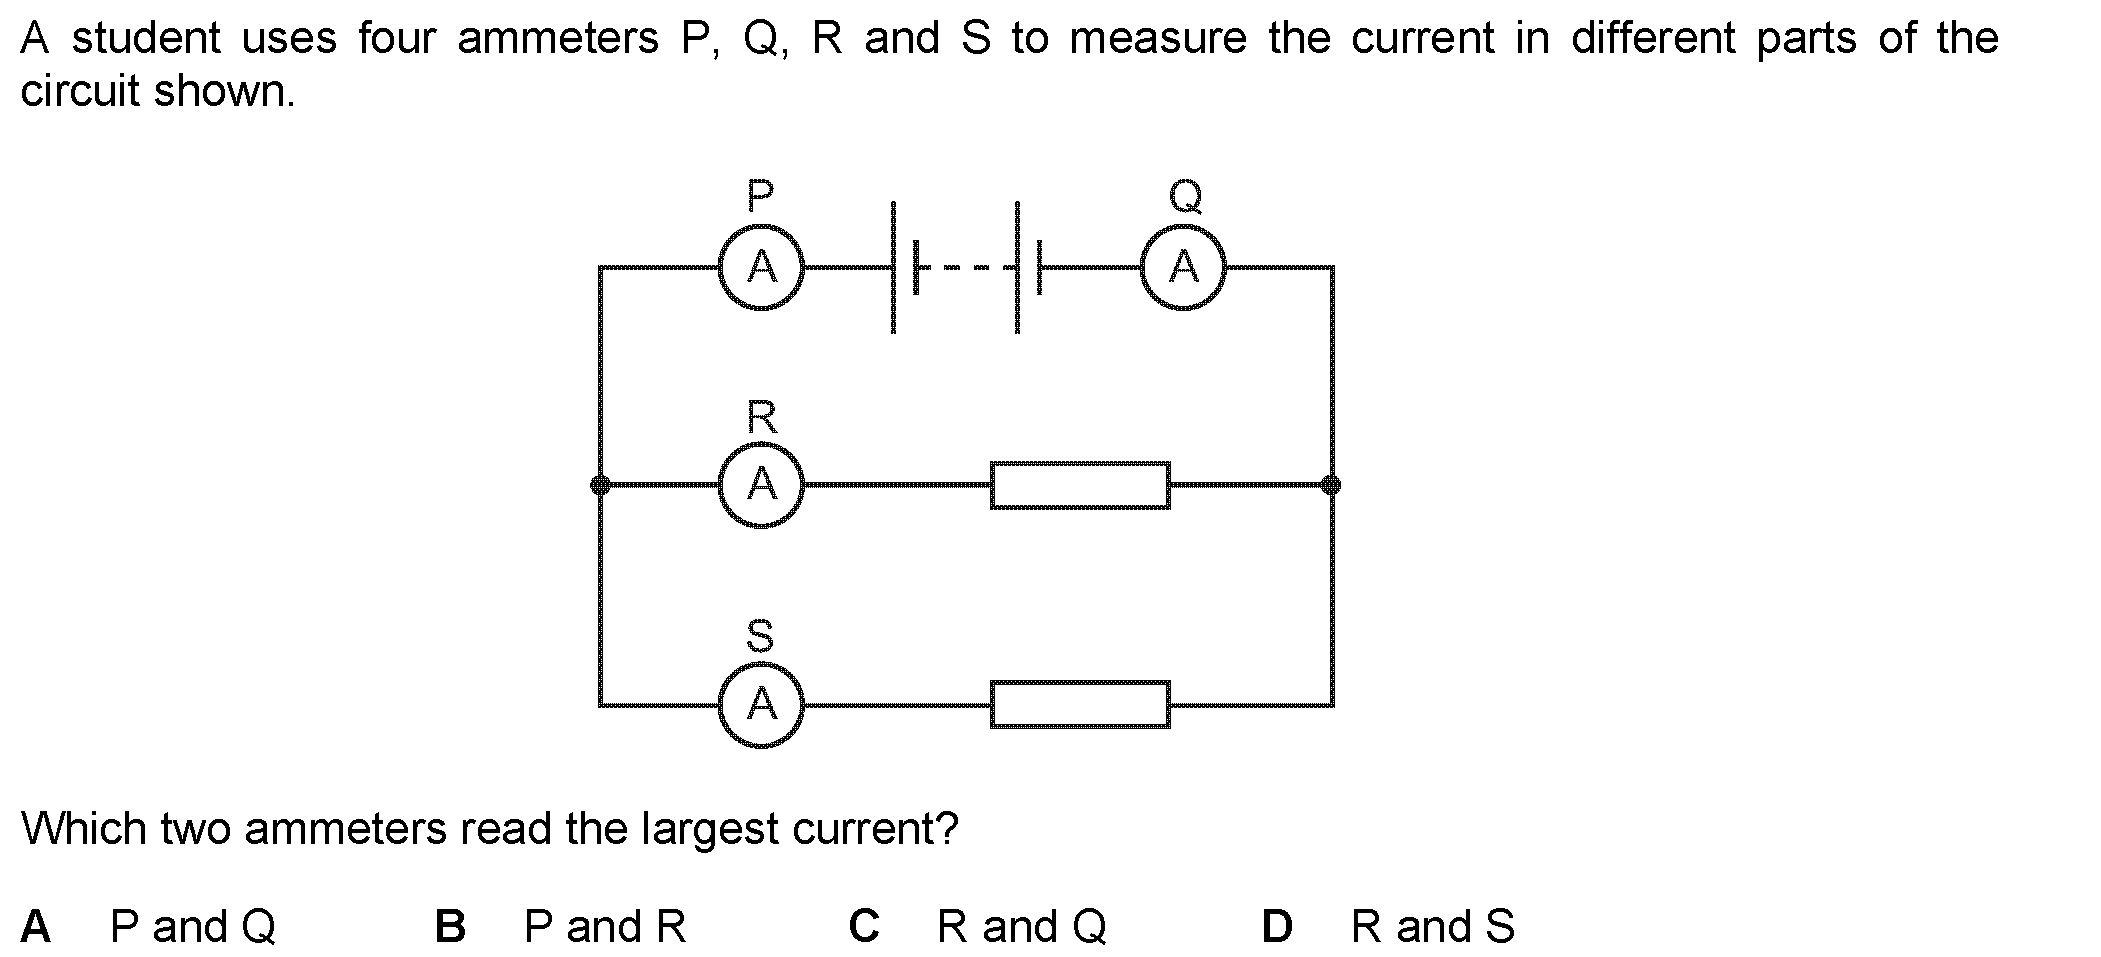 A student uses four ammeters P, Q, R and S to measure the current in different parts of the
circuit shown.
P
Q
A
A
R
A
S
A
Which two ammeters read the largest current?
A P and Q B P and R C R and Q D R and S